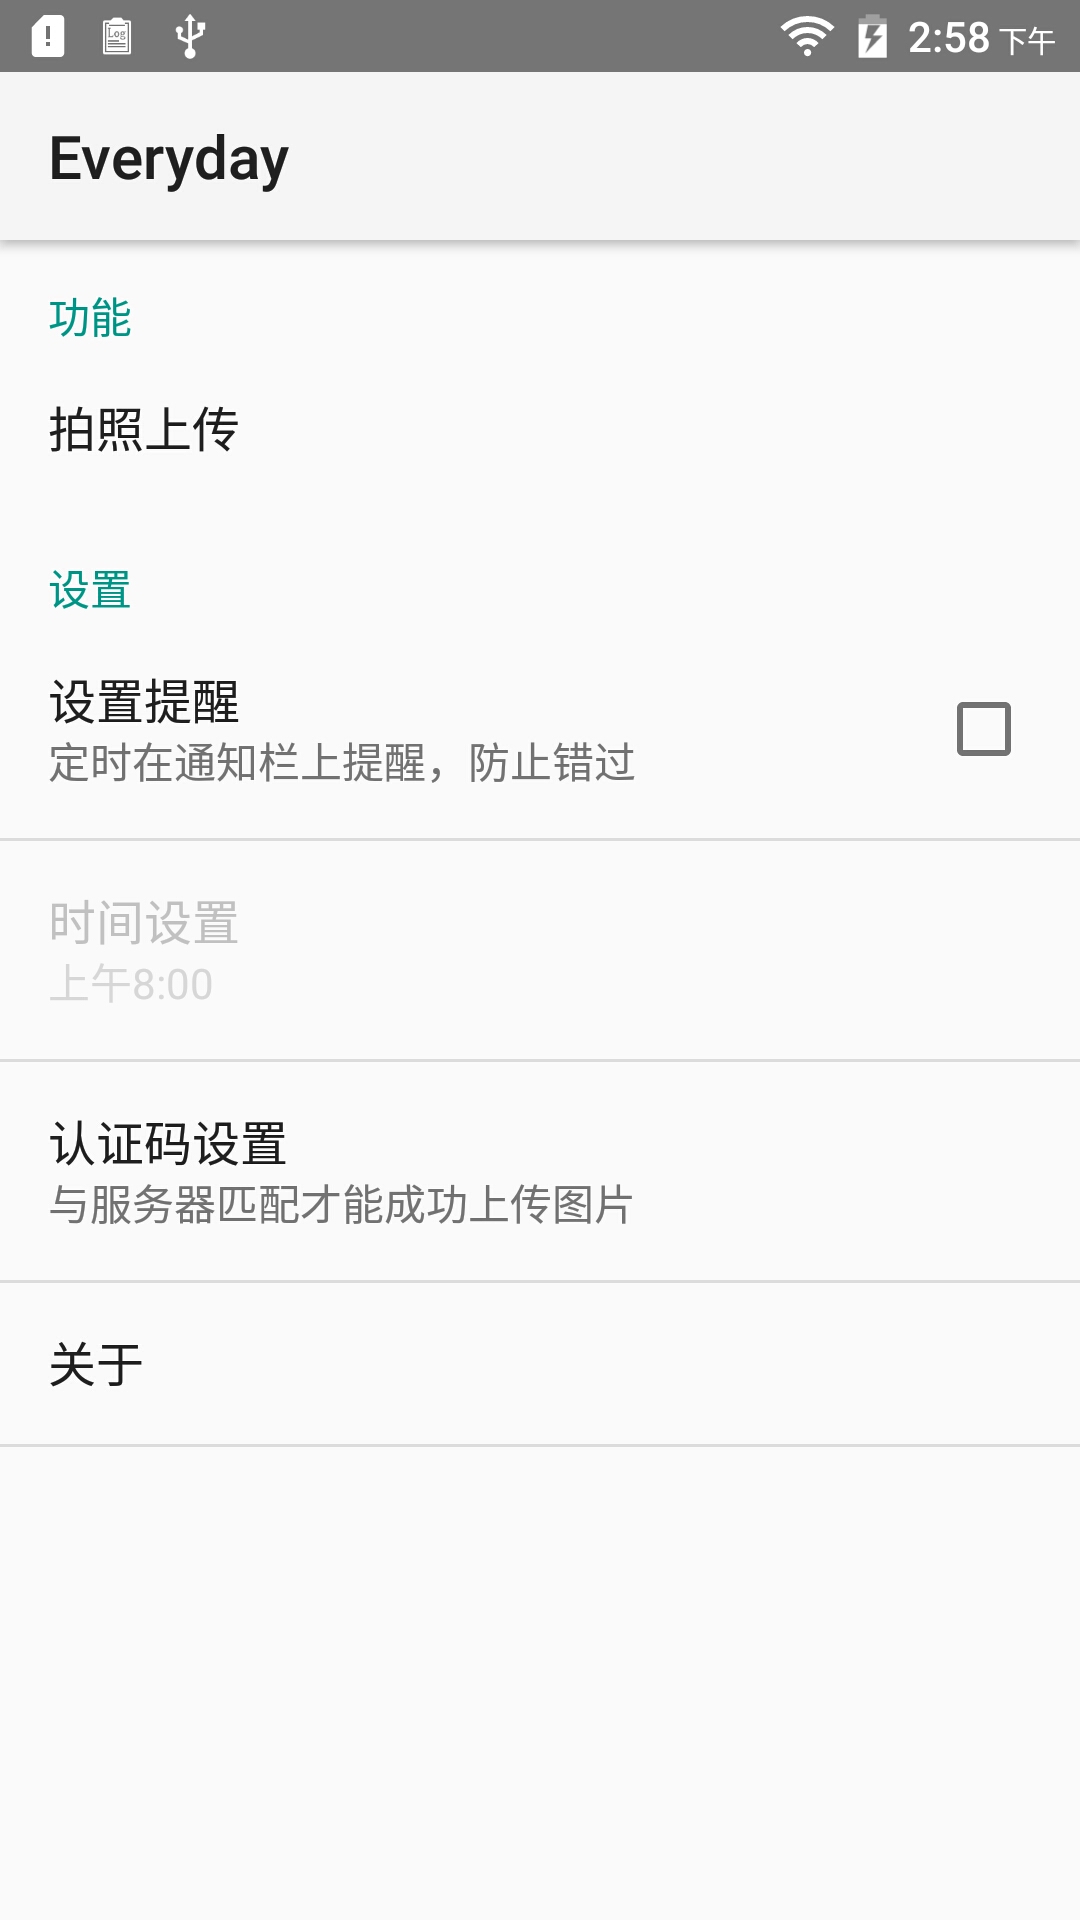 Log
2:58 下午
Everyday
功能
拍照上传
设置
设置提醒
定时在通知栏上提醒，防止错过
时间设置
上午8:00
认证码设置
与服务器匹配才能成功上传图片
关于